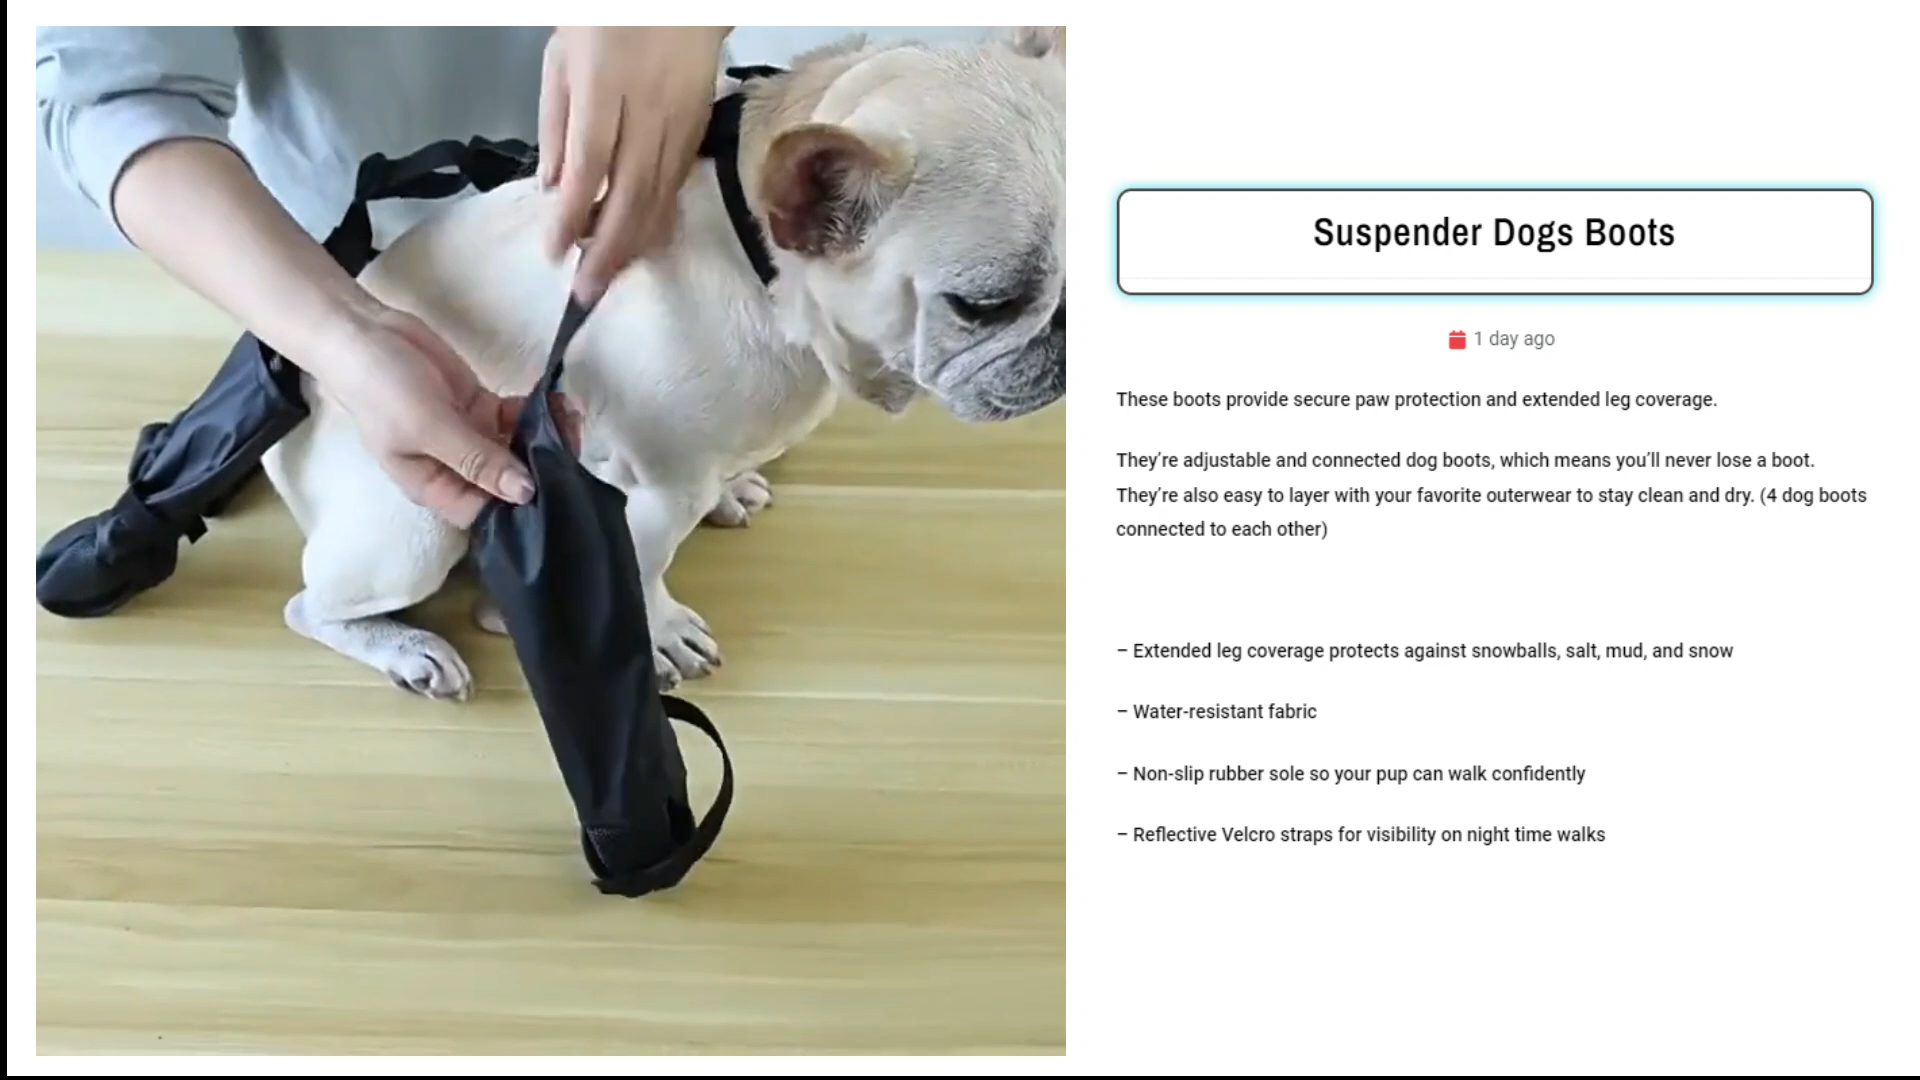 Suspender Dogs Boots
1 day ago
These boots provide secure paw protection and extended leg coverage.
They're adjustable and connected dog boots, which means you'll never lose a boot.
They're also easy to layer with your favorite outerwear to stay clean and dry. (4 dog boots
connected to each other)
– Extended leg coverage protects against snowballs, salt, mud, and snow
– Water-resistant fabric
– Non-slip rubber sole so your pup can walk confidently
– Reflective Velcro straps for visibility on night time walks